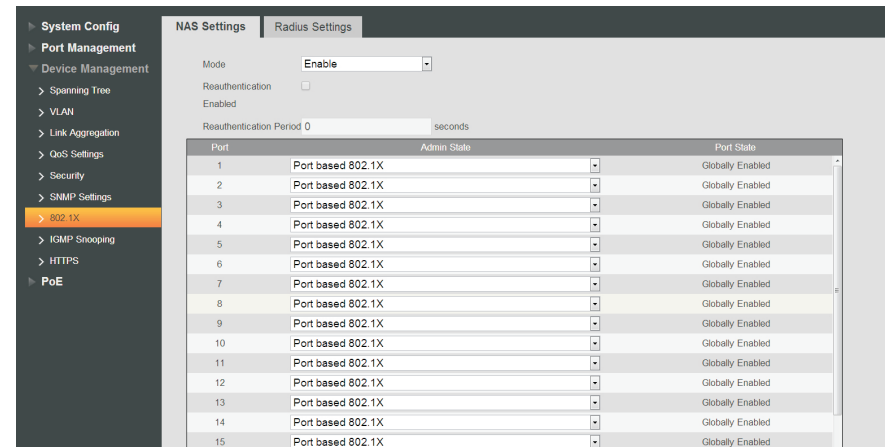 System Config
Port Management
Device Management
Spanning Tree
VLAN
Link Aggregation
QoS Settings
Security
SNMP Settings
802.1X
IGMP Snooping
HTTPS
PoE
NAS Settings Radius Settings
Mode Enable
Reauthentication
Enabled
Reauthentication Period 0 seconds
Port Admin State Port State
1 Port based 802.1X Globally Enabled
2 Port based 802.1X Globally Enabled
3 Port based 802.1X Globally Enabled
4 Port based 802.1X Globally Enabled
5 Port based 802.1X Globally Enabled
6 Port based 802.1X Globally Enabled
7 Port based 802.1X Globally Enabled
8 Port based 802.1X Globally Enabled
9 Port based 802.1X Globally Enabled
10 Port based 802.1X Globally Enabled
11 Port based 802.1X Globally Enabled
12 Port based 802.1X Globally Enabled
13 Port based 802.1X Globally Enabled
14 Port based 802.1X Globally Enabled
15 Port based 802.1X Globally Enabled